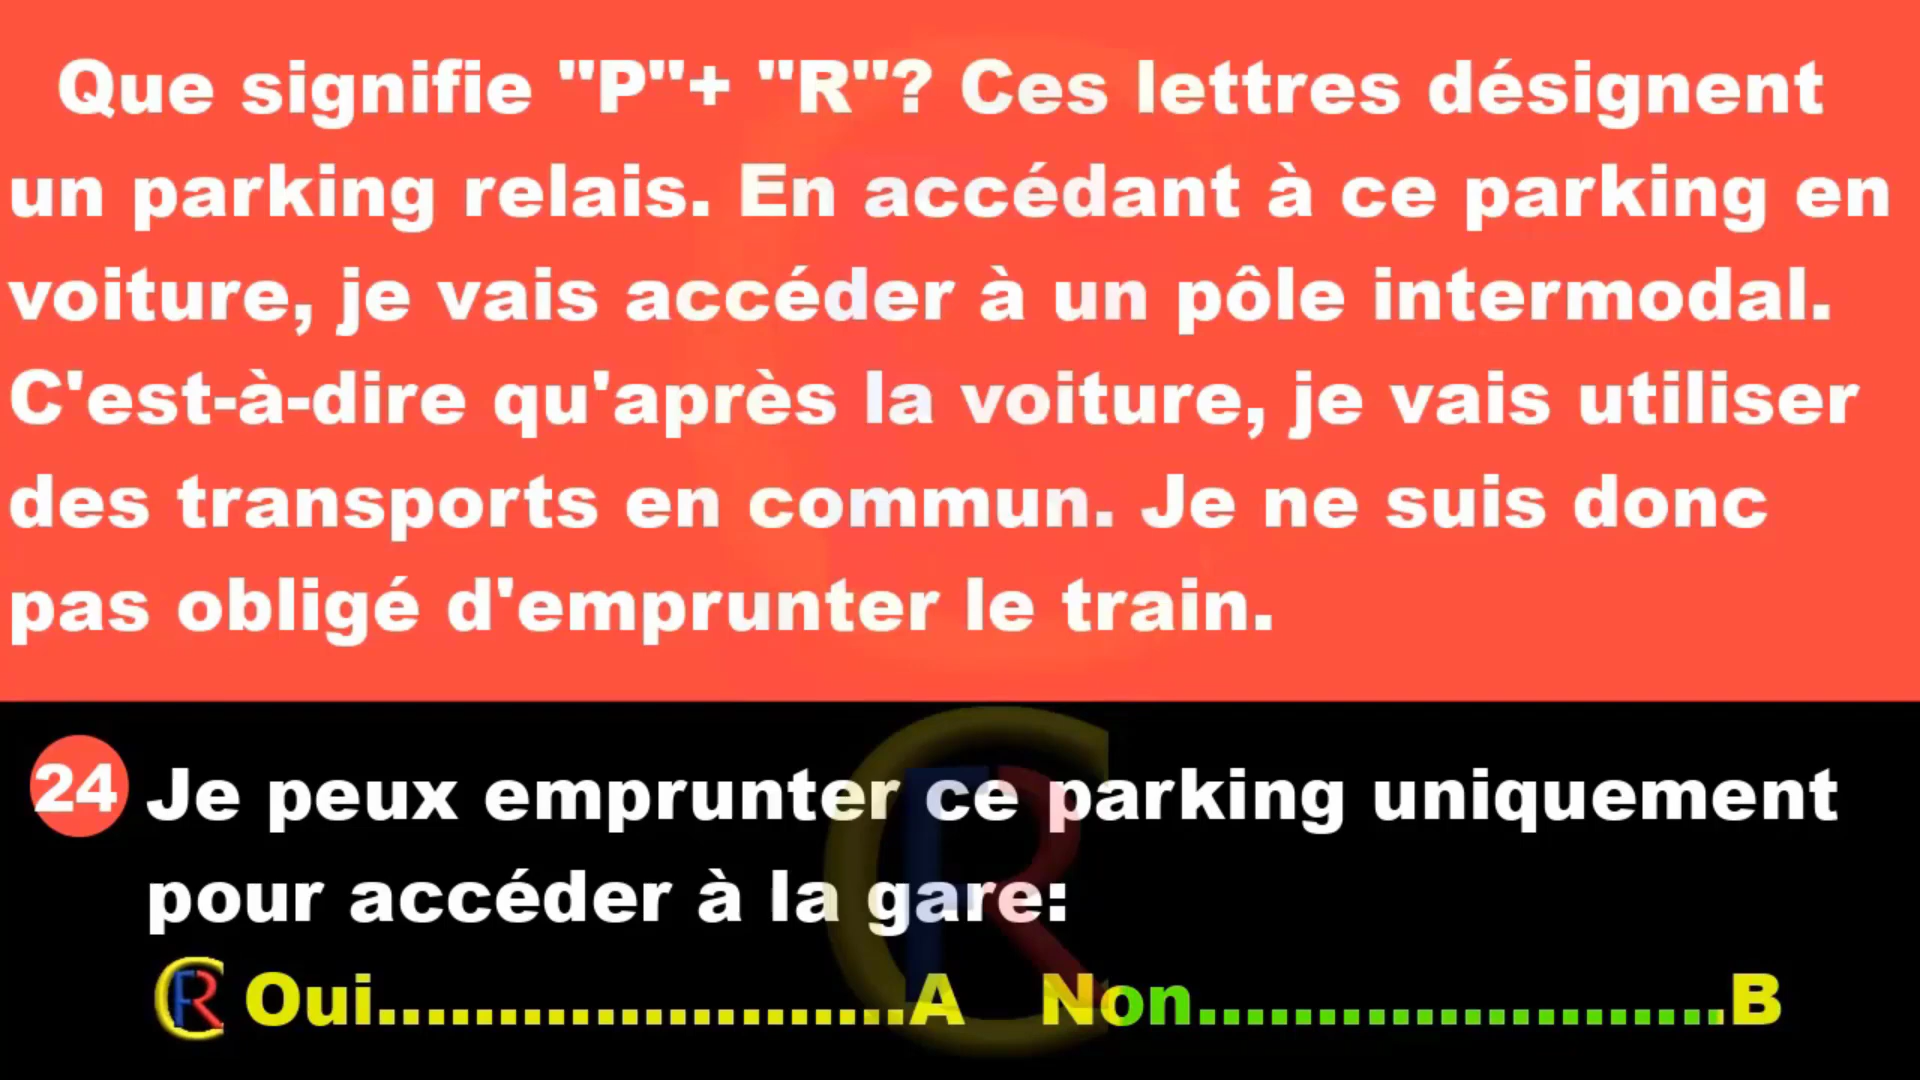 Que signifie "P"+ "R"? Ces lettres désignent
un parking relais. En accédant à ce parking en
voiture, je vais accéder à un pôle intermodal.
C'est-à-dire qu'après la voiture, je vais utiliser
des transports en commun. Je ne suis donc
pas obligé d'emprunter le train.
24 Je peux emprunter ce parking uniquement
pour accéder à la gare:
CFR Oui......................A Non......................B